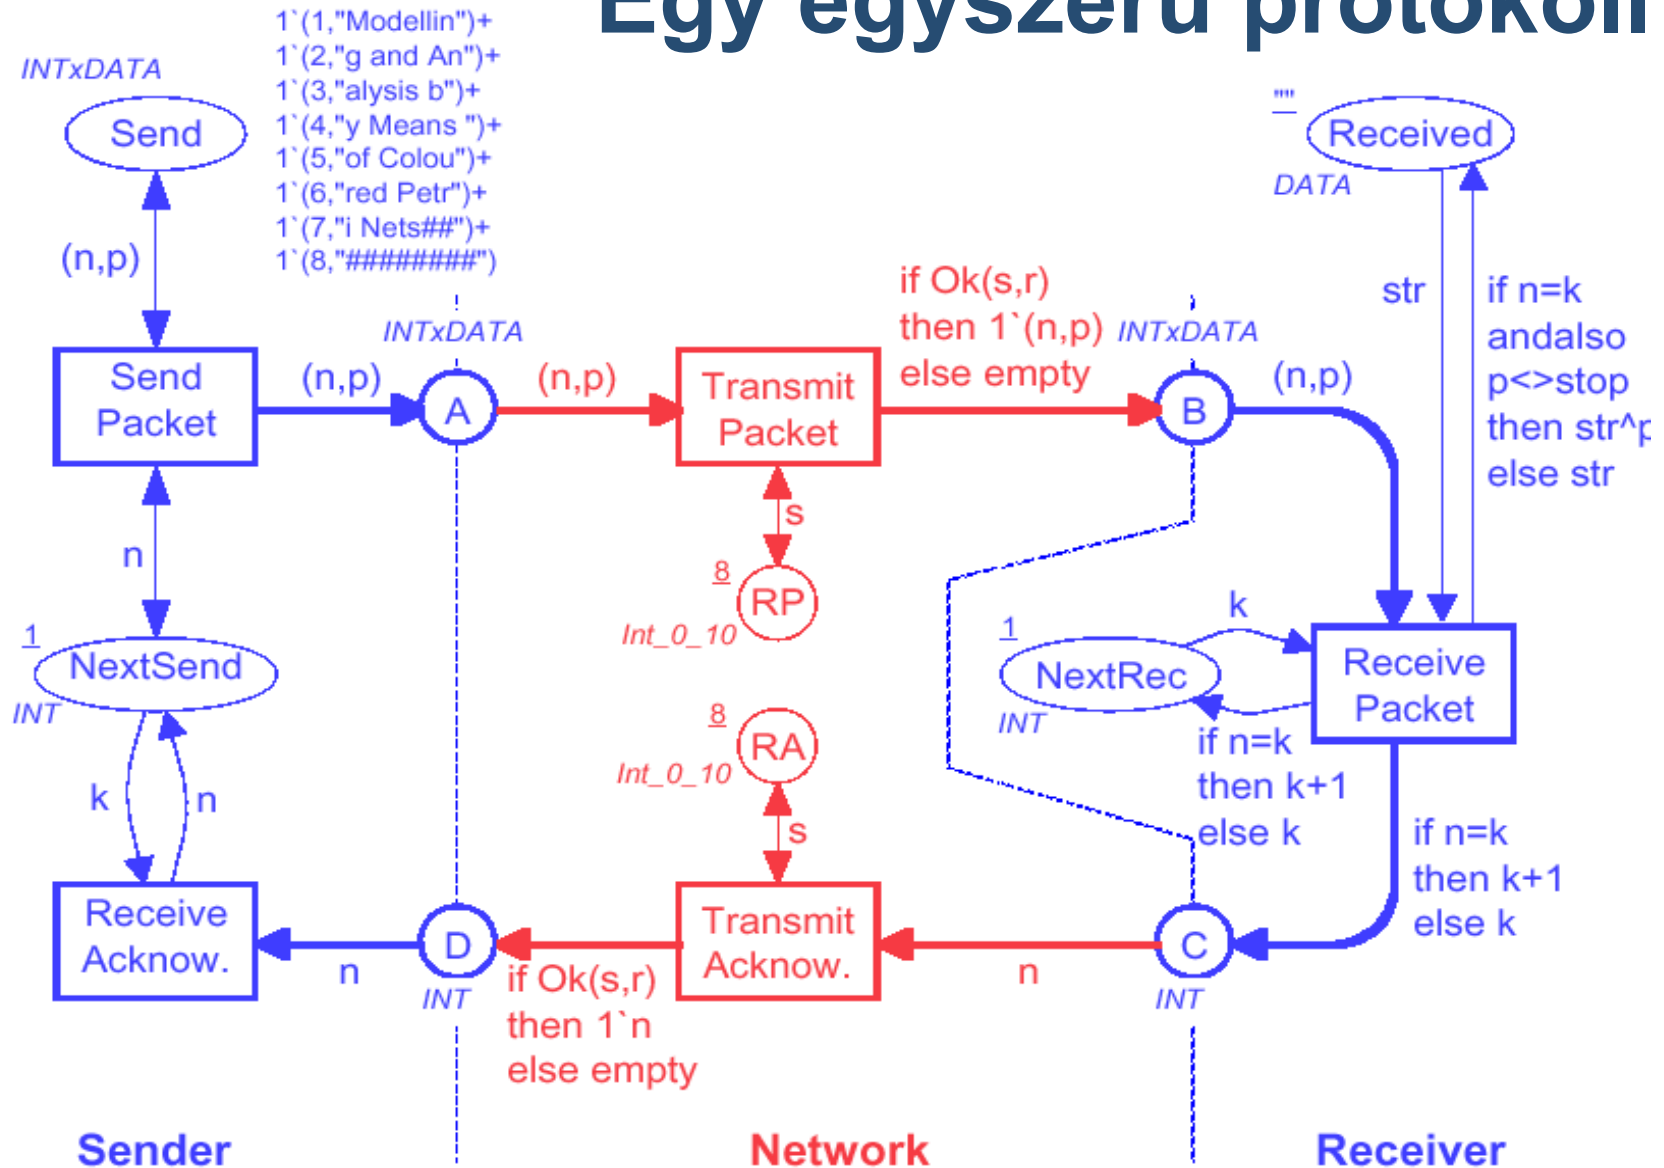 Egy egyszerű protokoll
1`(1,"Modellin")+
1`(2,"g and An")+
1`(3,"alysis b")+
1`(4,"y Means ")+
1`(5,"of Colou")+
1`(6,"red Petr")+
1`(7,"i Nets##")+
1`(8,"########")
INTxDATA
Send
""
Received
DATA
(n,p)
str
if n=k
andalso
p<>stop
then str^p
else str
if Ok(s,r)
then 1`(n,p)
else empty
INTxDATA
INTxDATA
Send
Packet
(n,p)
A
(n,p)
Transmit
Packet
B
(n,p)
s
n
8
RP
Int_0_10
1
NextSend
INT
k
1
NextRec
INT
Receive
Packet
8
RA
Int_0_10
if n=k
then k+1
else k
k
n
s
if n=k
then k+1
else k
Receive
Acknow.
n
D
INT
if Ok(s,r)
then 1`n
else empty
Transmit
Acknow.
n
C
INT
Sender
Network
Receiver